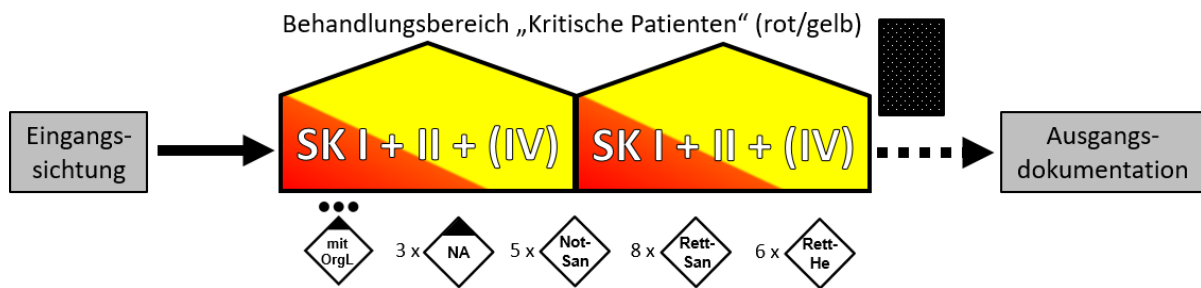 Behandlungsbereich „Kritische Patienten“ (rot/gelb)
Eingangs-
sichtung
SK I + II + (IV)
SK I + II + (IV)
Ausgangs-
dokumentation
mit
OrgL
3 x
NA
5 x
Not-
San
8 x
Rett-
San
6 x
Rett-
He